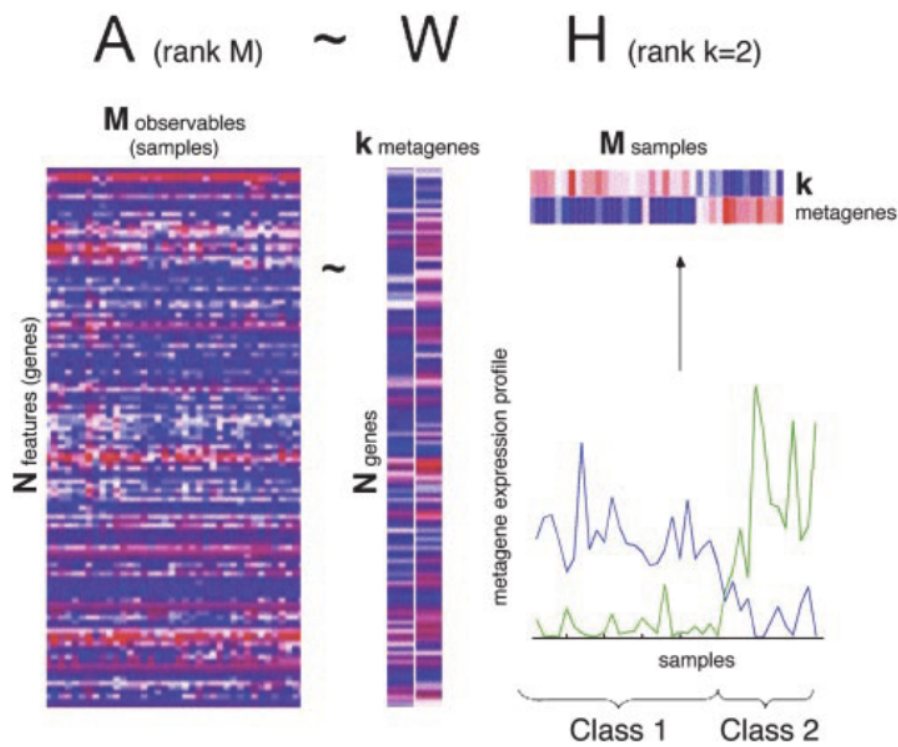 A (rank M) ~ W H (rank k=2)
M observables
(samples)
k metagenes
M samples
k
metagenes
~
N features (genes)
N genes
metagene expression profile
samples
Class 1
Class 2